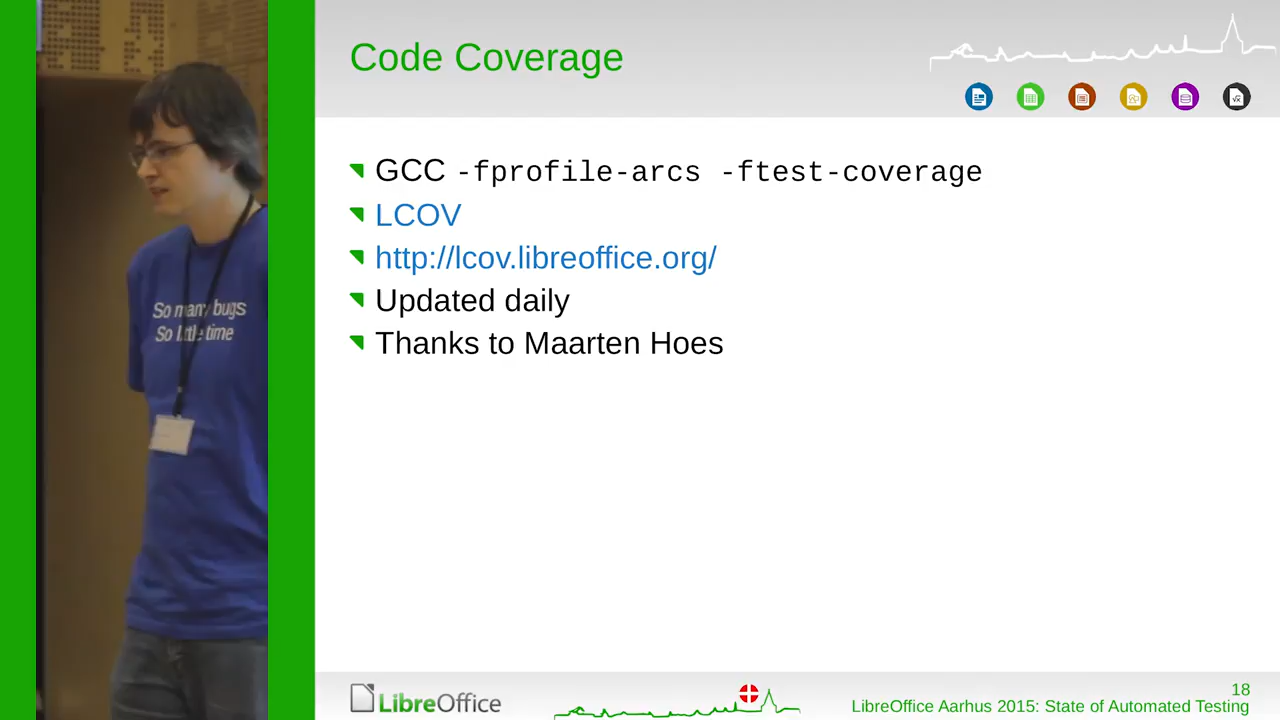 Code Coverage
GCC -fprofile-arcs -ftest-coverage
LCOV
http://lcov.libreoffice.org/
Updated daily
Thanks to Maarten Hoes
So many bugs
So little time
LibreOffice
18
LibreOffice Aarhus 2015: State of Automated Testing